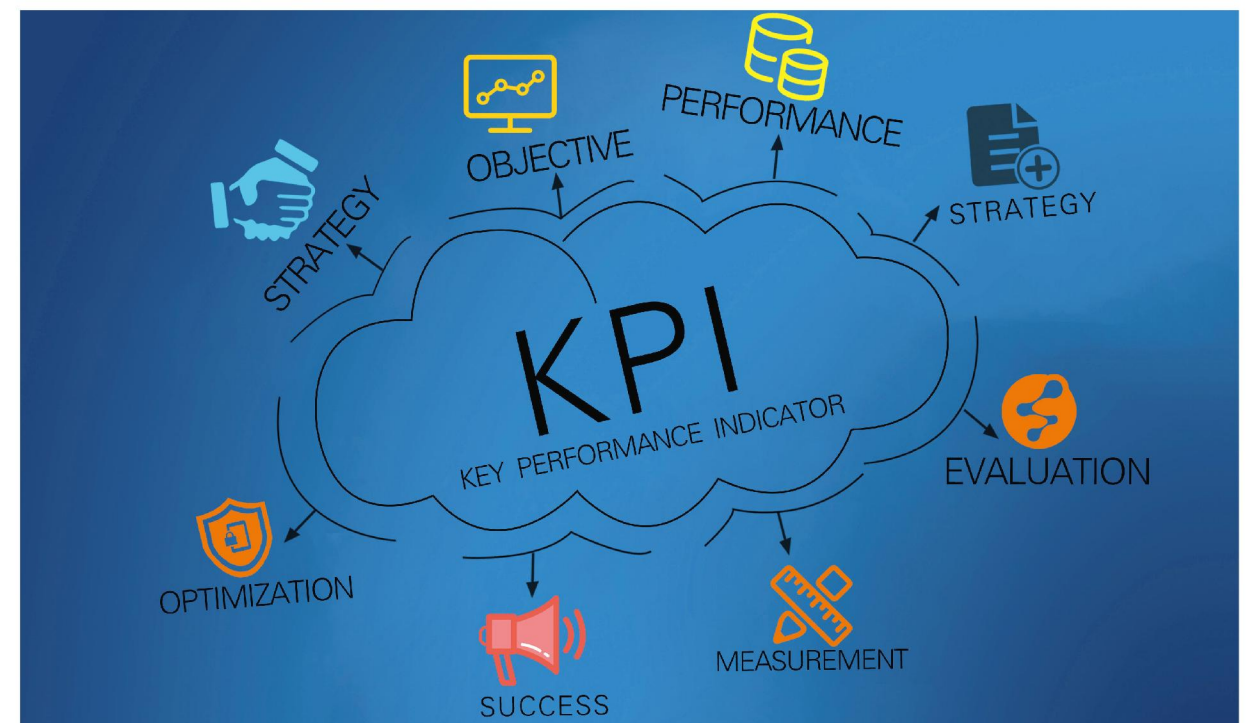 PERFORMANCE
OBJECTIVE
STRATEGY
STRATEGY
KPI
KEY PERFORMANCE INDICATOR
EVALUATION
OPTIMIZATION
MEASUREMENT
SUCCESS